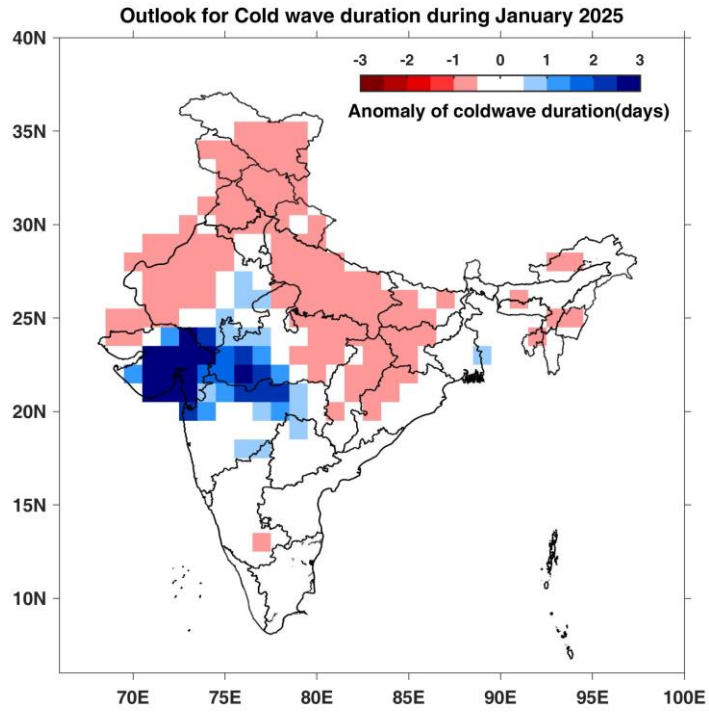 Outlook for Cold wave duration during January 2025
40N
-3 -2 -1 0 1 2 3
Anomaly of coldwave duration(days)
35N
30N
25N
20N
15N
10N
70E 75E 80E 85E 90E 95E 100E